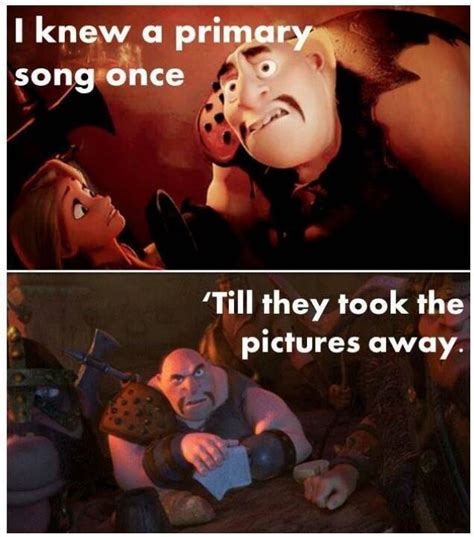 I knew a primary
song once
‘Till they took the
pictures away.